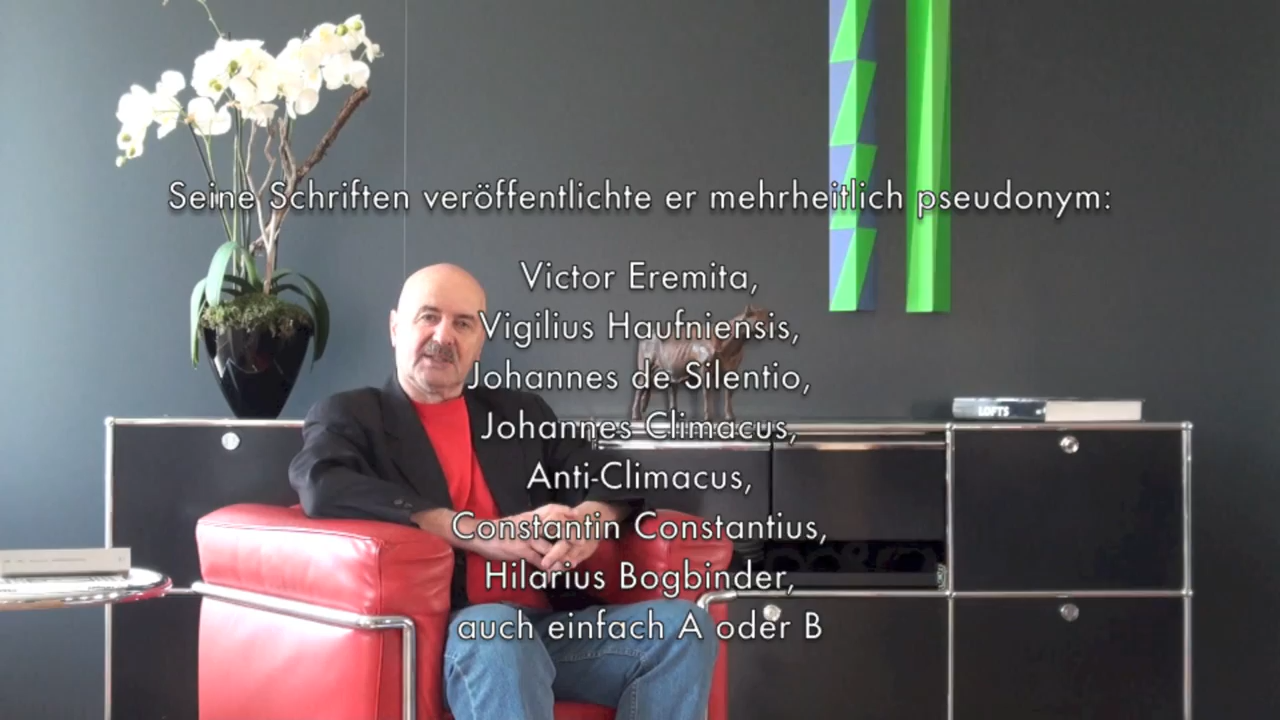 Seine Schriften veröffentlichte er mehrheitlich pseudonym:
Victor Eremita,
Vigilius Haufniensis,
Johannes de Silentio,
Johannes Climacus,
Anti-Climacus,
Constantin Constantius,
Hilarius Bogbinder,
auch einfach A oder B
LOFTS